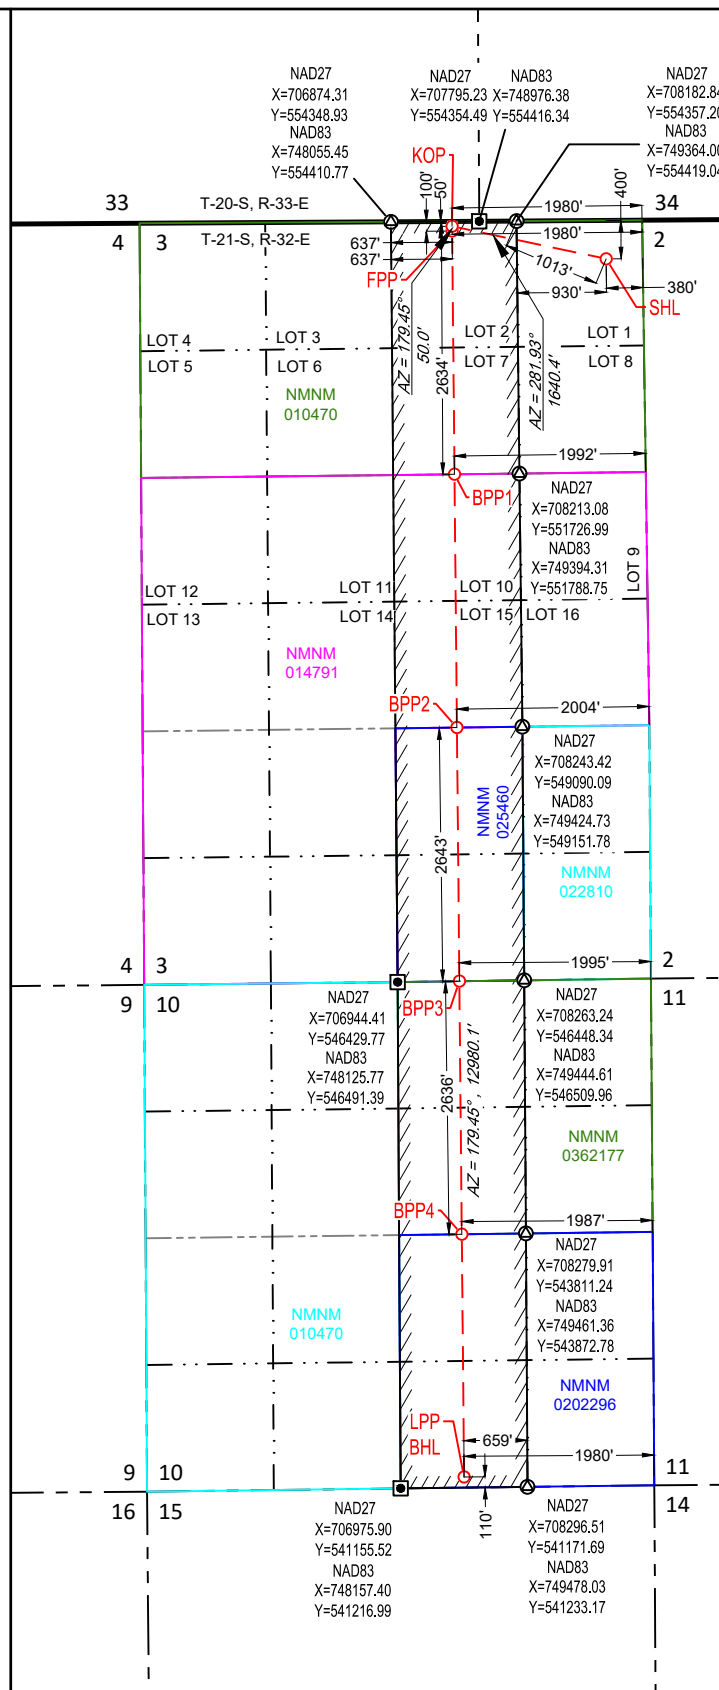 NAD27
X=706874.31
Y=554348.93
NAD83
X=748055.45
Y=554410.77
NAD27
X=707795.23
Y=554354.49
NAD83
X=748976.38
Y=554416.34
NAD27
X=708182.84
Y=554357.20
NAD83
X=749364.00
Y=554419.04
KOP
100'
50'
1980'
400'
33
T-20-S, R-33-E
34
4
3
T-21-S, R-32-E
2
1980'
637'
637'
FPP
1013'
930'
380'
SHL
AZ = 179.45°
50.0'
AZ = 281.93°
1640.4'
LOT 4
LOT 3
LOT 2
LOT 1
LOT 5
LOT 6
LOT 7
LOT 8
2634'
NMNM
010470
1992'
BPP1
NAD27
X=708213.08
Y=551726.99
NAD83
X=749394.31
Y=551788.75
LOT 9
LOT 12
LOT 11
LOT 10
LOT 13
LOT 14
LOT 15
LOT 16
NMNM
014791
BPP2
2004'
NAD27
X=708243.42
Y=549090.09
NAD83
X=749424.73
Y=549151.78
NMNM
025460
2643'
NMNM
022810
4
3
1995'
2
9
10
BPP3
11
NAD27
X=706944.41
Y=546429.77
NAD83
X=748125.77
Y=546491.39
NAD27
X=708263.24
Y=546448.34
NAD83
X=749444.61
Y=546509.96
2636'
AZ = 179.45° , 12980.1'
NMNM
0362177
BPP4
1987'
NAD27
X=708279.91
Y=543811.24
NAD83
X=749461.36
Y=543872.78
NMNM
010470
NMNM
0202296
LPP
BHL
659'
1980'
9
10
11
16
15
110'
14
NAD27
X=706975.90
Y=541155.52
NAD83
X=748157.40
Y=541216.99
NAD27
X=708296.51
Y=541171.69
NAD83
X=749478.03
Y=541233.17